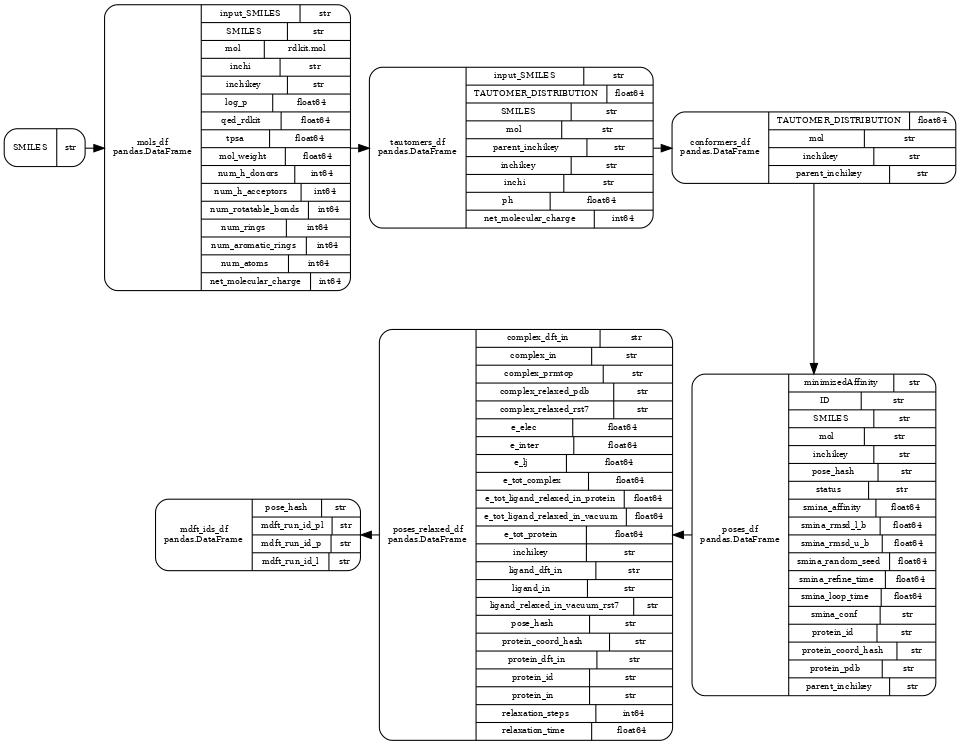 SMILES str
mols_df
pandas.DataFrame
input_SMILES str
SMILES str
mol rdkit.mol
inchi str
inchikey str
log_p float64
qed_rdkit float64
tpsa float64
mol_weight float64
num_h_donors int64
num_h_acceptors int64
num_rotatable_bonds int64
num_rings int64
num_aromatic_rings int64
num_atoms int64
net_molecular_charge int64
tautomers_df
pandas.DataFrame
input_SMILES str
TAUTOMER_DISTRIBUTION float64
SMILES str
mol str
parent_inchikey str
inchikey str
inchi str
ph float64
net_molecular_charge int64
conformers_df
pandas.DataFrame
TAUTOMER_DISTRIBUTION float64
mol str
inchikey str
parent_inchikey str
poses_df
pandas.DataFrame
minimizedAffinity str
ID str
SMILES str
mol str
inchikey str
pose_hash str
status str
smina_affinity float64
smina_rmsd_l_b float64
smina_rmsd_u_b float64
smina_random_seed float64
smina_refine_time float64
smina_loop_time float64
smina_conf str
protein_id str
protein_coord_hash str
protein_pdb str
parent_inchikey str
poses_relaxed_df
pandas.DataFrame
complex_dft_in str
complex_in str
complex_prmtop str
complex_relaxed_pdb str
complex_relaxed_rst7 str
e_elec float64
e_inter float64
e_lj float64
e_tot_complex float64
e_tot_ligand_relaxed_in_protein float64
e_tot_ligand_relaxed_in_vacuum float64
e_tot_protein float64
inchikey str
ligand_dft_in str
ligand_in str
ligand_relaxed_in_vacuum_rst7 str
pose_hash str
protein_coord_hash str
protein_dft_in str
protein_id str
protein_in str
relaxation_steps int64
relaxation_time float64
mdft_ids_df
pandas.DataFrame
pose_hash str
mdft_run_id_pl str
mdft_run_id_p str
mdft_run_id_l str